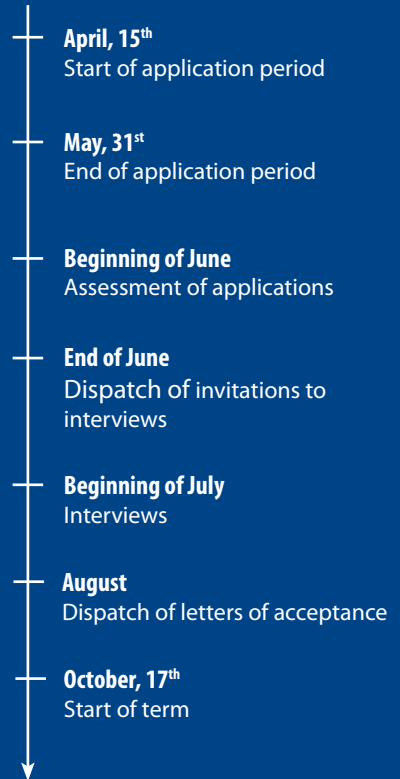 April, 15th
Start of application period
May, 31st
End of application period
Beginning of June
Assessment of applications
End of June
Dispatch of invitations to
interviews
Beginning of July
Interviews
August
Dispatch of letters of acceptance
October, 17th
Start of term